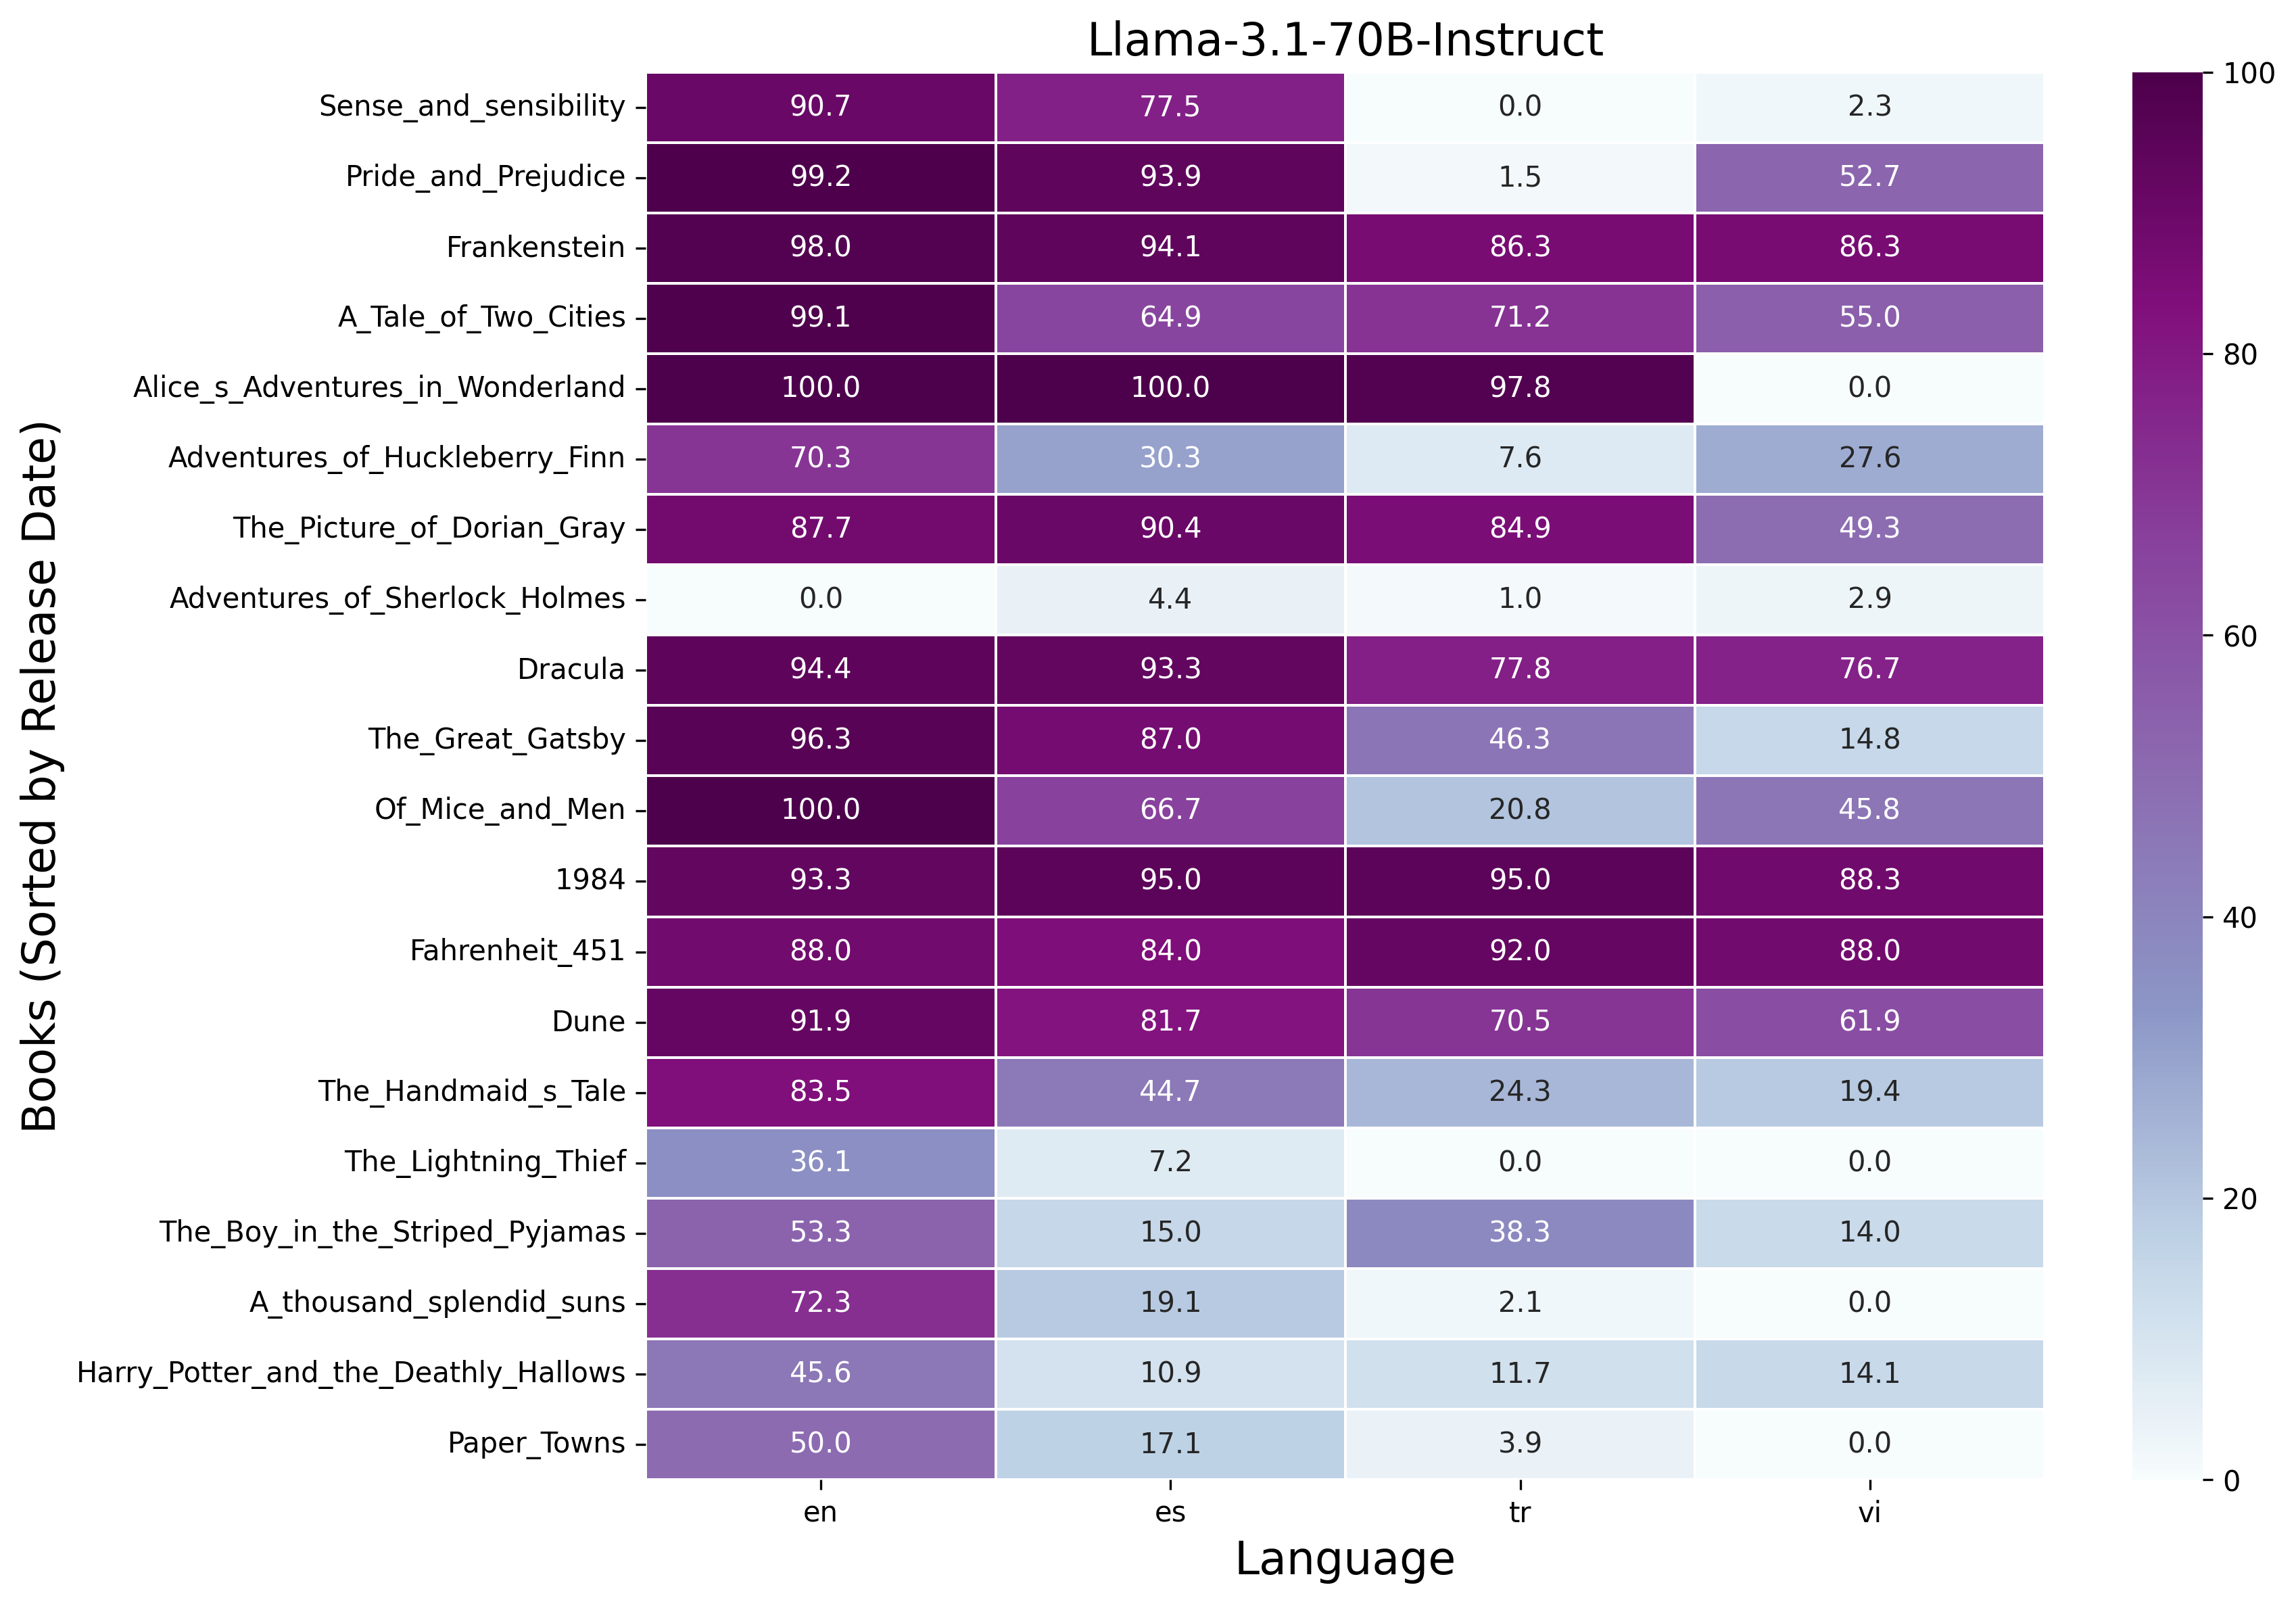 Llama-3.1-70B-Instruct
Books (Sorted by Release Date)
Sense_and_sensibility 90.7 77.5 0.0 2.3
Pride_and_Prejudice 99.2 93.9 1.5 52.7
Frankenstein 98.0 94.1 86.3 86.3
A_Tale_of_Two_Cities 99.1 64.9 71.2 55.0
Alice_s_Adventures_in_Wonderland 100.0 100.0 97.8 0.0
Adventures_of_Huckleberry_Finn 70.3 30.3 7.6 27.6
The_Picture_of_Dorian_Gray 87.7 90.4 84.9 49.3
Adventures_of_Sherlock_Holmes 0.0 4.4 1.0 2.9
Dracula 94.4 93.3 77.8 76.7
The_Great_Gatsby 96.3 87.0 46.3 14.8
Of_Mice_and_Men 100.0 66.7 20.8 45.8
1984 93.3 95.0 95.0 88.3
Fahrenheit_451 88.0 84.0 92.0 88.0
Dune 91.9 81.7 70.5 61.9
The_Handmaid_s_Tale 83.5 44.7 24.3 19.4
The_Lightning_Thief 36.1 7.2 0.0 0.0
The_Boy_in_the_Striped_Pyjamas 53.3 15.0 38.3 14.0
A_thousand_splendid_suns 72.3 19.1 2.1 0.0
Harry_Potter_and_the_Deathly_Hallows 45.6 10.9 11.7 14.1
Paper_Towns 50.0 17.1 3.9 0.0
en es tr vi
Language
100
80
60
40
20
0